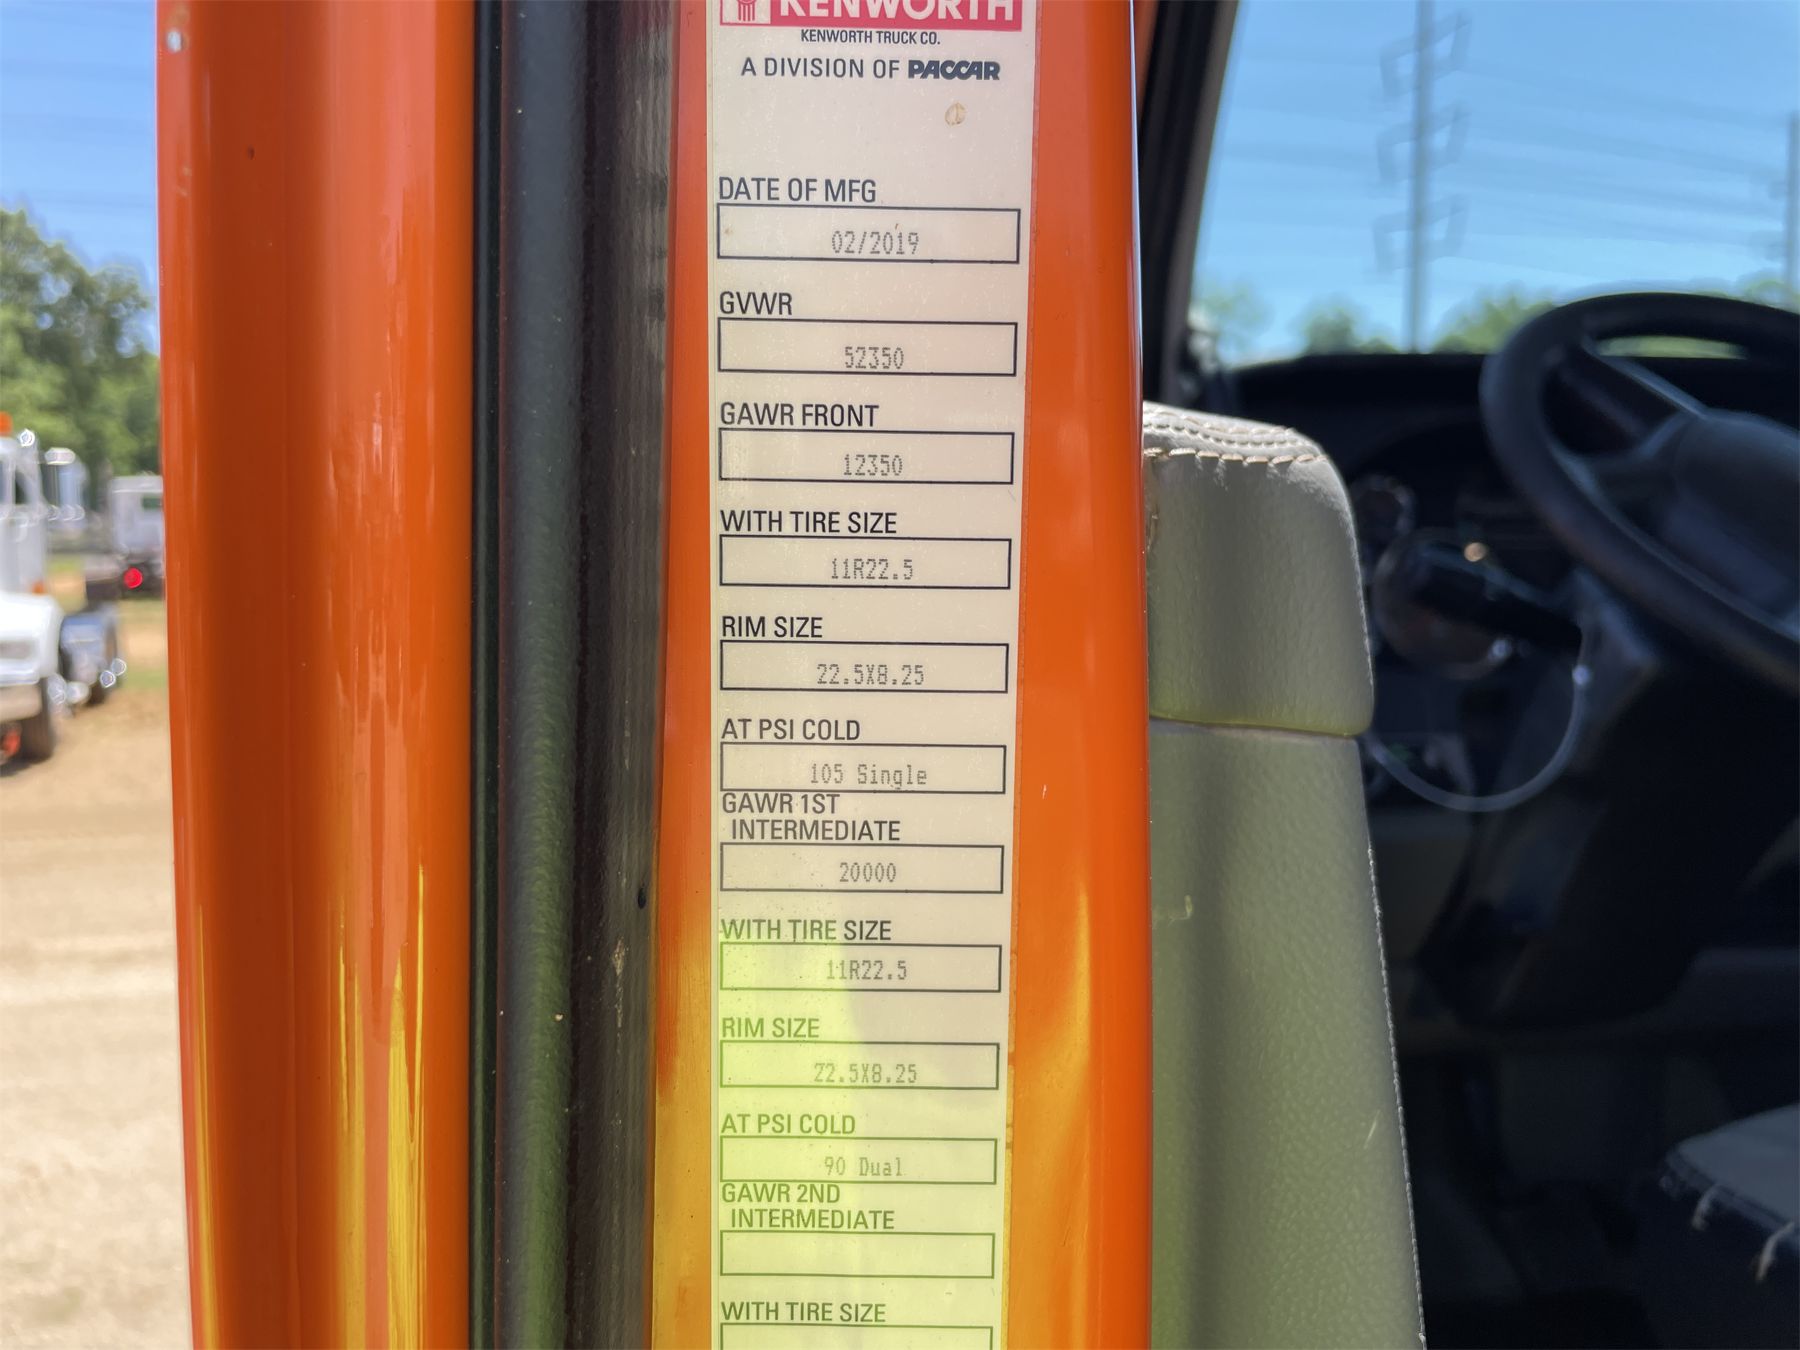 KENWORTH
KENWORTH TRUCK CO.
A DIVISION OF PACCAR
DATE OF MFG
02/2019
GVWR
52350
GAWR FRONT
12350
WITH TIRE SIZE
11R22.5
RIM SIZE
22.5X8.25
AT PSI COLD
105 Single
GAWR 1ST
INTERMEDIATE
20000
WITH TIRE SIZE
11R22.5
RIM SIZE
22.5X8.25
AT PSI COLD
90 Dual
GAWR 2ND
INTERMEDIATE
WITH TIRE SIZE